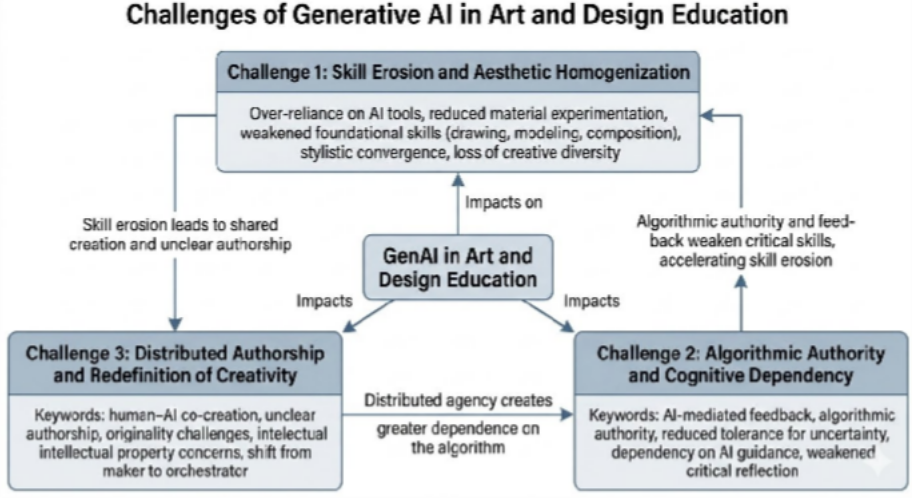 Challenges of Generative AI in Art and Design Education
Challenge 1: Skill Erosion and Aesthetic Homogenization
Over-reliance on AI tools, reduced material experimentation,
weakened foundational skills (drawing, modeling, composition),
stylistic convergence, loss of creative diversity
Impacts on
Skill erosion leads to shared
creation and unclear authorship
Algorithmic authority and feed-
back weaken critical skills,
accelerating skill erosion
GenAI in Art and
Design Education
Impacts
Impacts
Challenge 3: Distributed Authorship
and Redefinition of Creativity
Keywords: human–AI co-creation, unclear
authorship, originality challenges, intelectual
intellectual property concerns, shift from
maker to orchestrator
Distributed agency creates
greater dependence on
the algorithm
Challenge 2: Algorithmic Authority
and Cognitive Dependency
Keywords: AI-mediated feedback, algorithmic
authority, reduced tolerance for uncertainty,
dependency on AI guidance, weakened
critical reflection